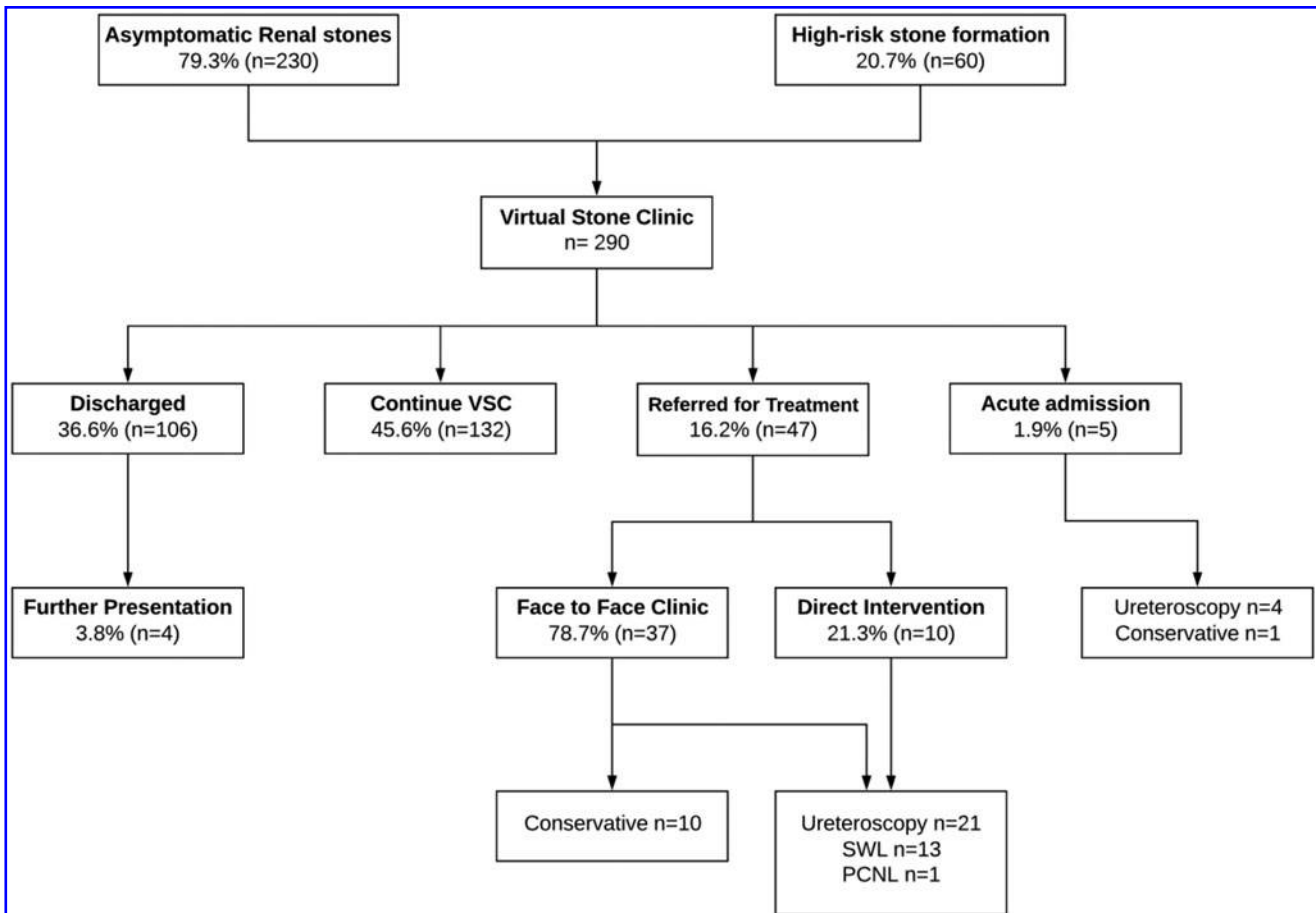 Asymptomatic Renal stones
79.3% (n=230)
High-risk stone formation
20.7% (n=60)
Virtual Stone Clinic
n= 290
Discharged
36.6% (n=106)
Continue VSC
45.6% (n=132)
Referred for Treatment
16.2% (n=47)
Acute admission
1.9% (n=5)
Further Presentation
3.8% (n=4)
Face to Face Clinic
78.7% (n=37)
Direct Intervention
21.3% (n=10)
Ureteroscopy n=4
Conservative n=1
Conservative n=10
Ureteroscopy n=21
SWL n=13
PCNL n=1